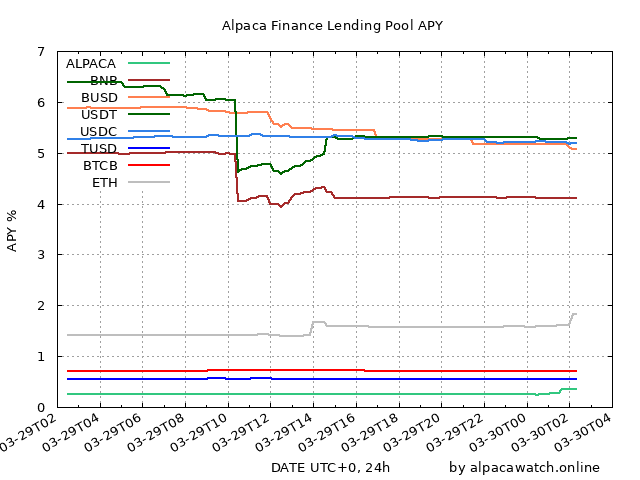 Alpaca Finance Lending Pool APY
7
6
5
4
3
2
1
0
APY %
ALPACA
BNB
BUSD
USDT
USDC
TUSD
BTCB
ETH
03-29T02
03-29T04
03-29T06
03-29T08
03-29T10
03-29T12
03-29T14
03-29T16
03-29T18
03-29T20
03-29T22
03-30T00
03-30T02
03-30T04
DATE UTC+0, 24h
by alpacawatch.online